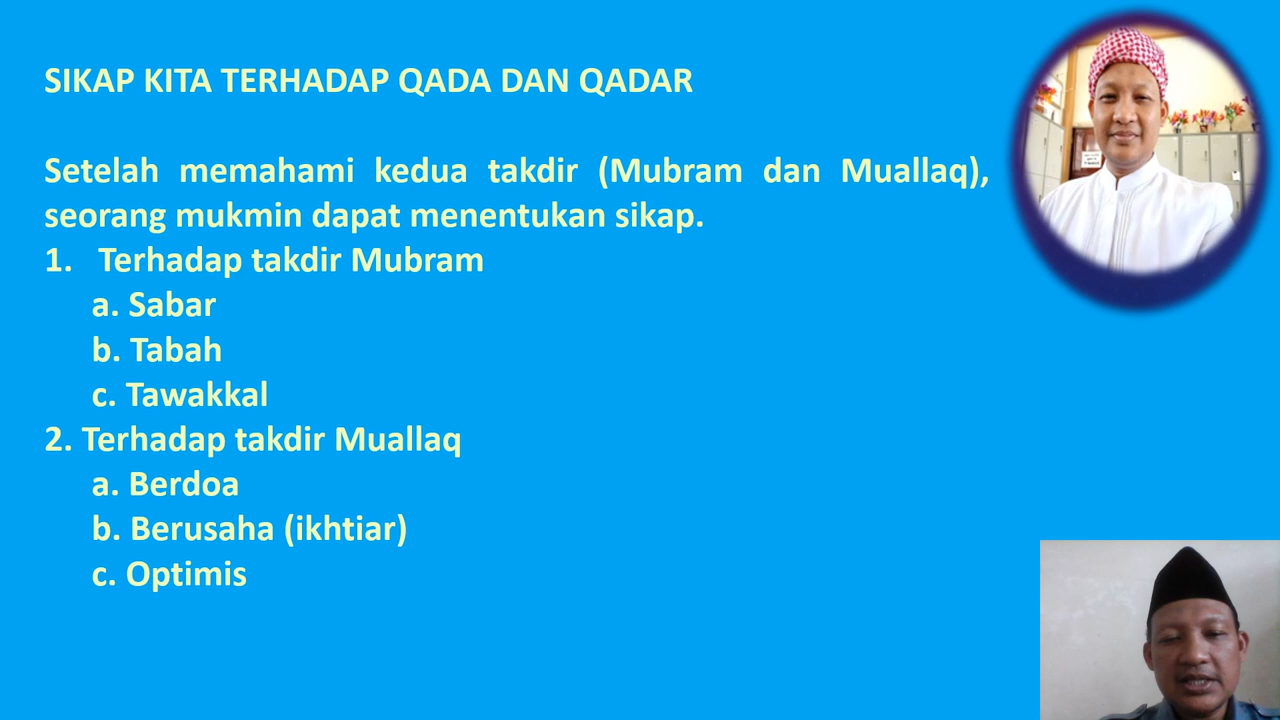 SIKAP KITA TERHADAP QADA DAN QADAR
Setelah memahami kedua takdir (Mubram dan Muallaq),
seorang mukmin dapat menentukan sikap.
1. Terhadap takdir Mubram
a. Sabar
b. Tabah
c. Tawakkal
2. Terhadap takdir Muallaq
a. Berdoa
b. Berusaha (ikhtiar)
c. Optimis